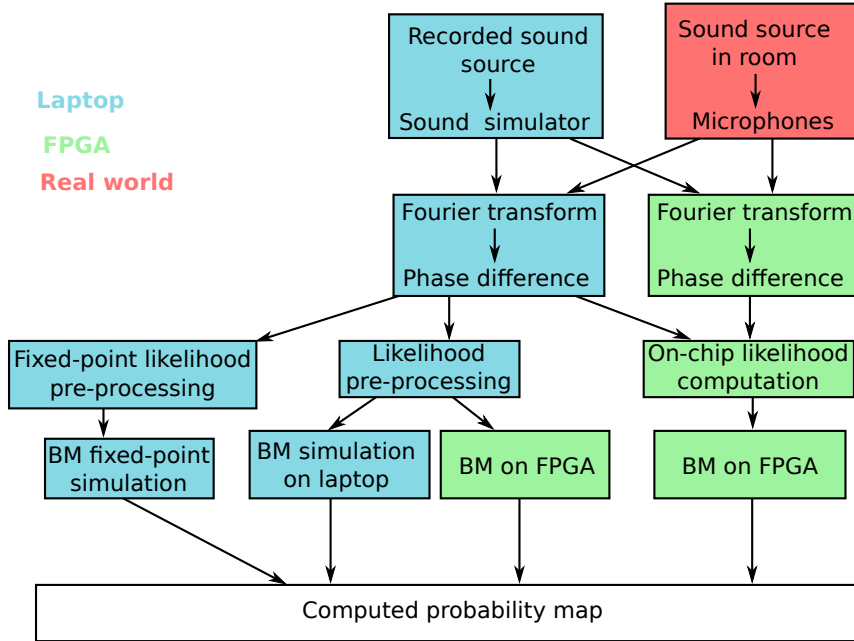 Recorded sound
source
Sound simulator
Sound source
in room
Microphones
Laptop
FPGA
Real world
Fourier transform
Phase difference
Fourier transform
Phase difference
Fixed-point likelihood
pre-processing
Likelihood
pre-processing
On-chip likelihood
computation
BM fixed-point
simulation
BM simulation
on laptop
BM on FPGA
BM on FPGA
Computed probability map